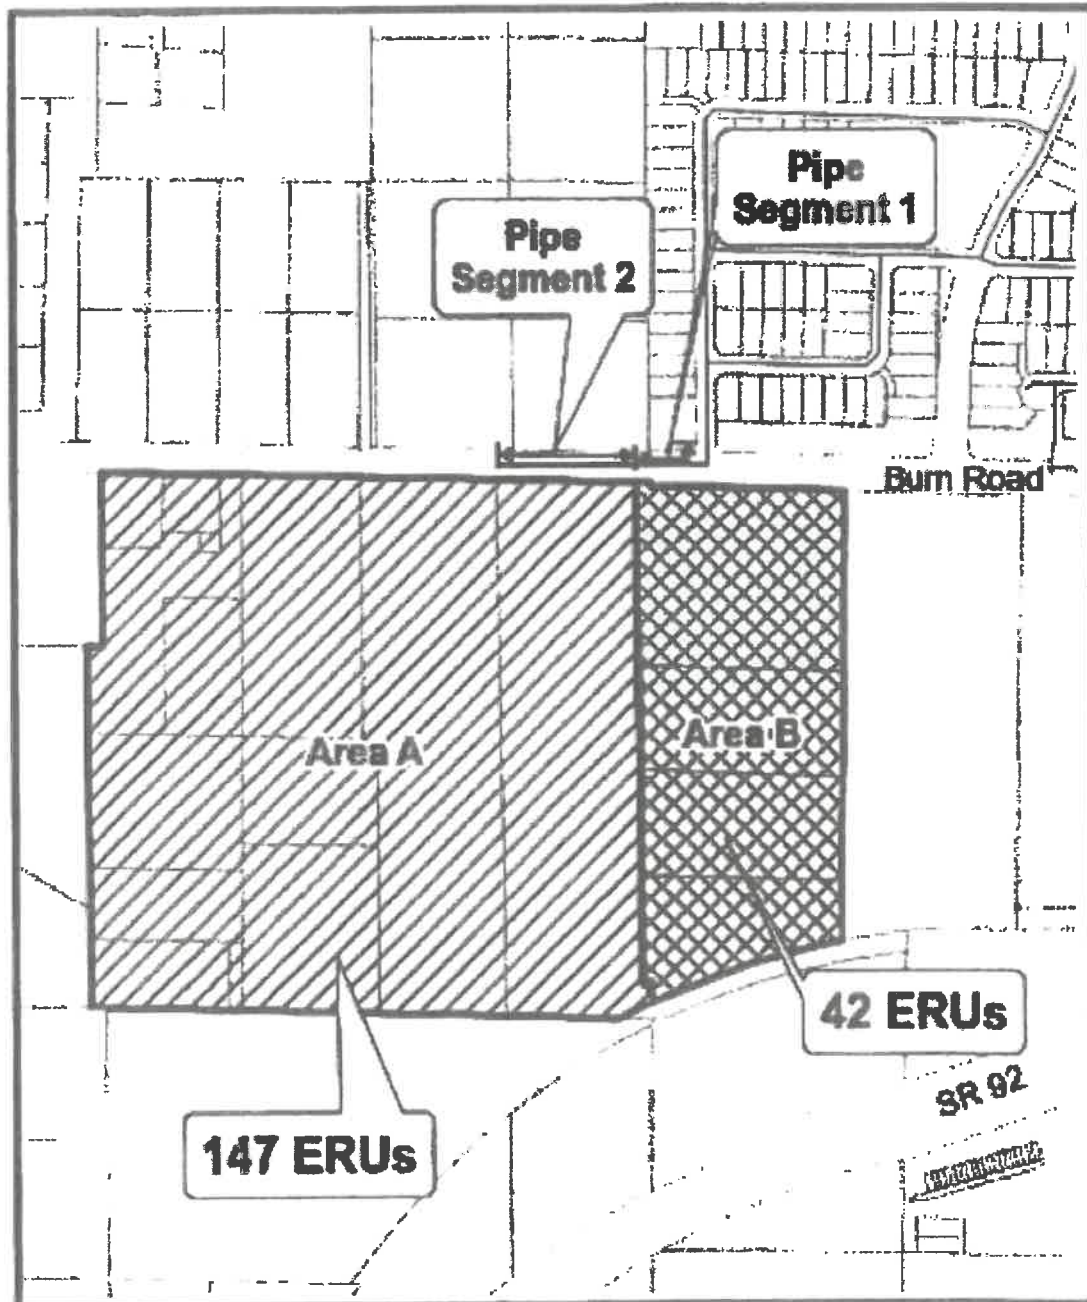 Pipe
Segment 1
Pipe
Segment 2
Burn Road
Area A
Area B
42 ERUs
SR 92
147 ERUs